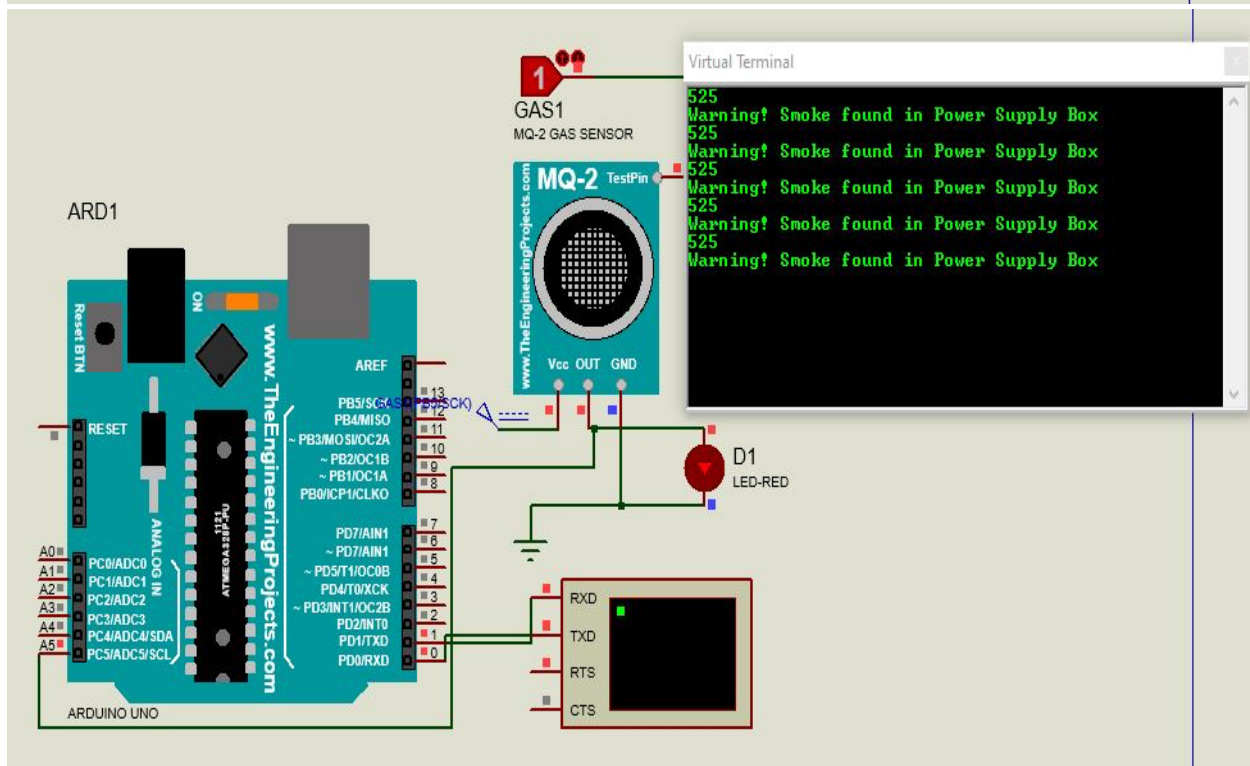 Virtual Terminal
525
Warning! Smoke found in Power Supply Box
525
Warning! Smoke found in Power Supply Box
525
Warning! Smoke found in Power Supply Box
525
Warning! Smoke found in Power Supply Box
525
Warning! Smoke found in Power Supply Box
1
GAS1
MQ-2 GAS SENSOR
MQ-2
TestPin
www.TheEngineeringProjects.com
Vcc OUT GND
D1
LED-RED
ARD1
Reset BTN
ON
www.TheEngineeringProjects.com
AREF
13
12
PB4/MISO
11
~ PB3/MOSI/OC2A
10
~ PB2/OC1B
9
~ PB1/OC1A
8
PB0/ICP1/CLKO
RESET
ANALOG IN
1121
ATMEGA328P-PU
7
PD7/AIN1
6
~ PD7/AIN1
5
~ PD5/T1/OC0B
4
PD4/T0/XCK
3
~ PD3/INT1/OC2B
2
PD2/INT0
1
PD1/TXD
0
PD0/RXD
A0
PC0/ADC0
A1
PC1/ADC1
A2
PC2/ADC2
A3
PC3/ADC3
A4
PC4/ADC4/SDA
A5
PC5/ADC5/SCL
ARDUINO UNO
RXD
TXD
RTS
CTS